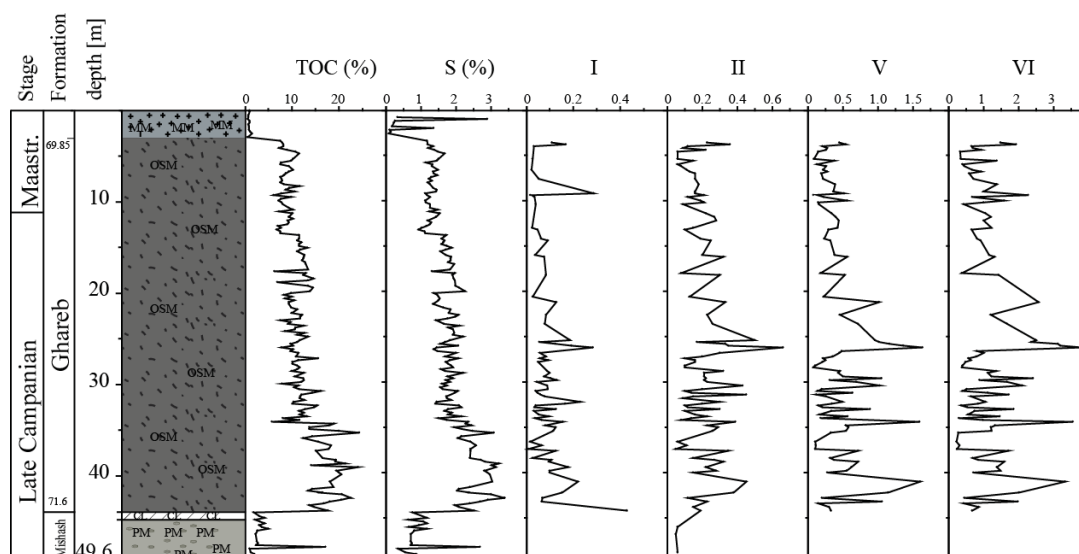 Stage
Formation
depth [m]
TOC (%)
S (%)
I
II
V
VI
0
10
20
0
1
2
3
0
0.2
0.4
0
0.2
0.4
0.6
0
0.5
1.0
1.5
0
1
2
3
Maastr.
Late Campanian
69.85
Ghareb
71.6
Mishash
10
20
30
40
49.6
MM
MM
MM
OSM
OSM
OSM
OSM
OSM
OSM
CL
CL
CL
PM
PM
PM
PM
PM